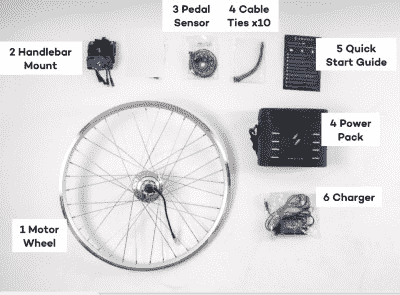 3 Pedal
Sensor
4 Cable
Ties x10
2 Handlebar
Mount
5 Quick
Start Guide
4 Power
Pack
6 Charger
1 Motor
Wheel